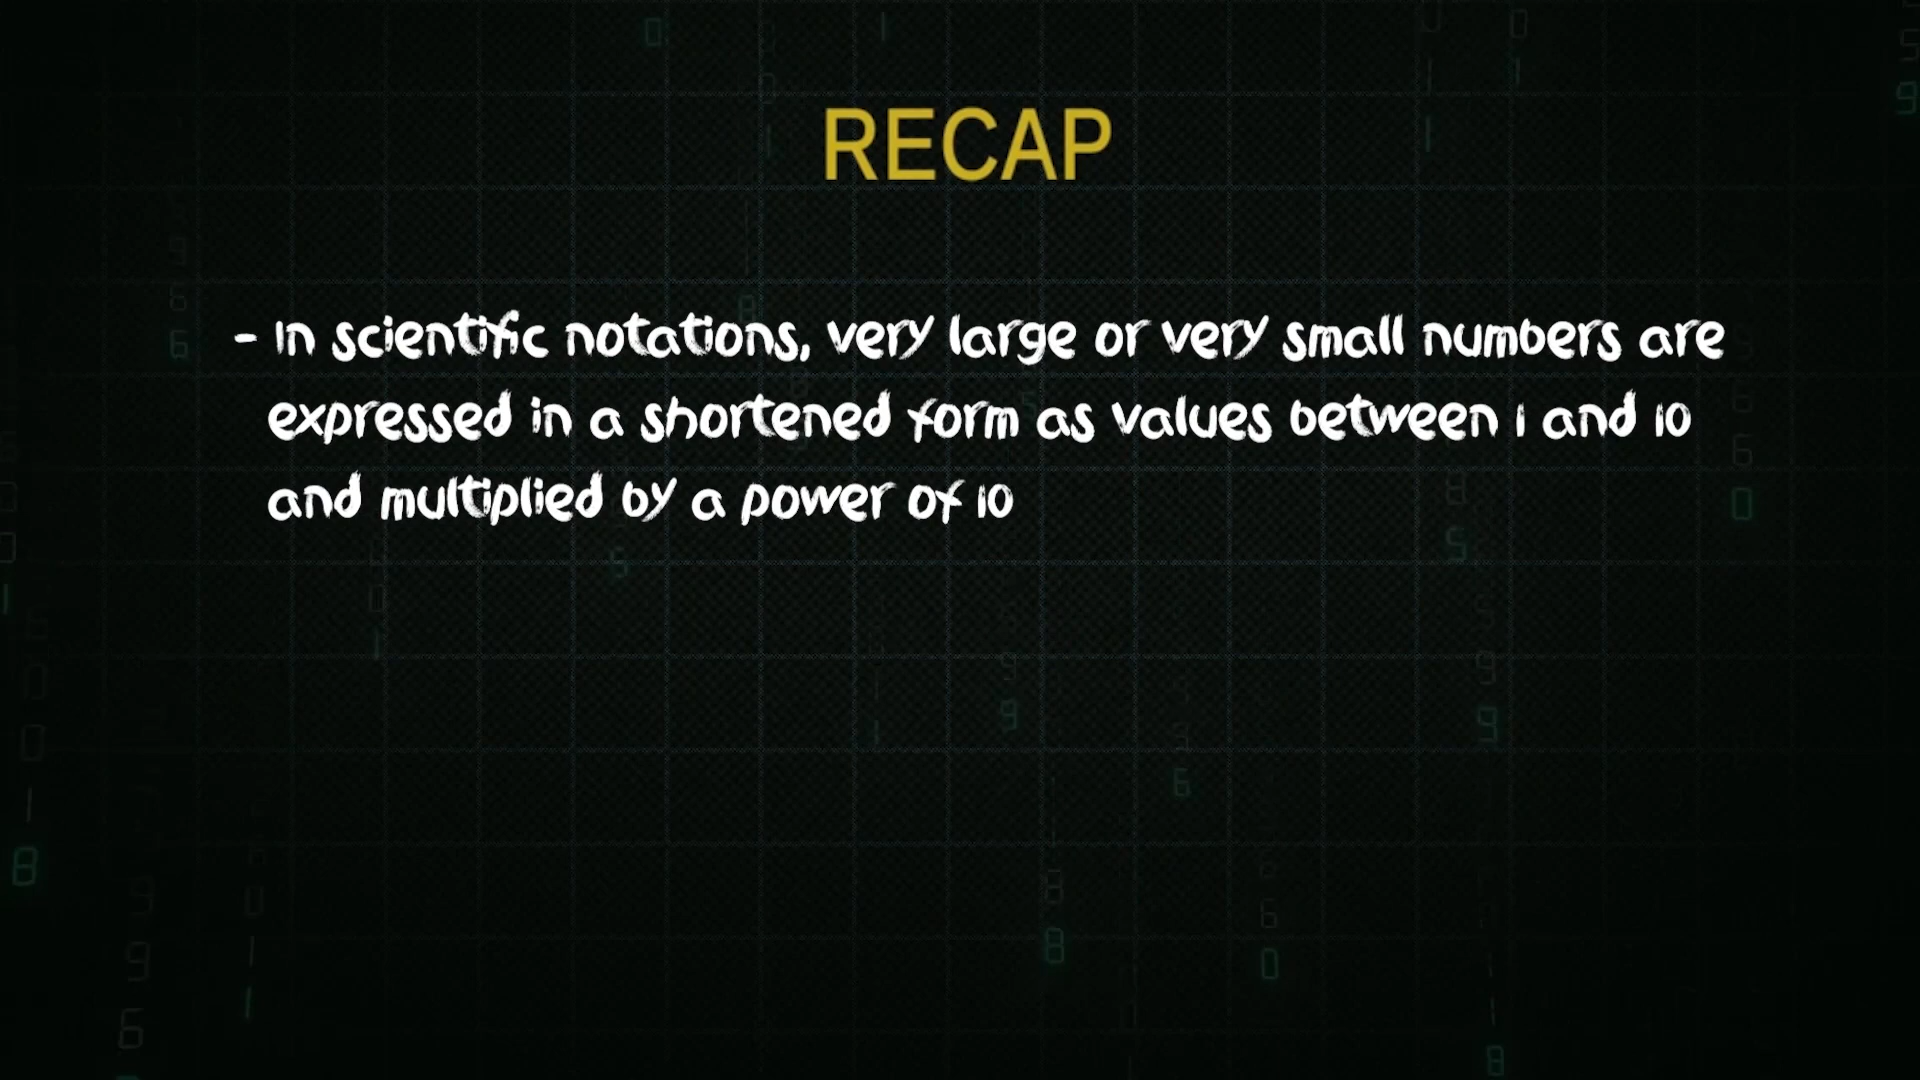 RECAP
- In scientific notations, very large or very small numbers are
expressed in a shortened form as values between 1 and 10
and multiplied by a power of 10